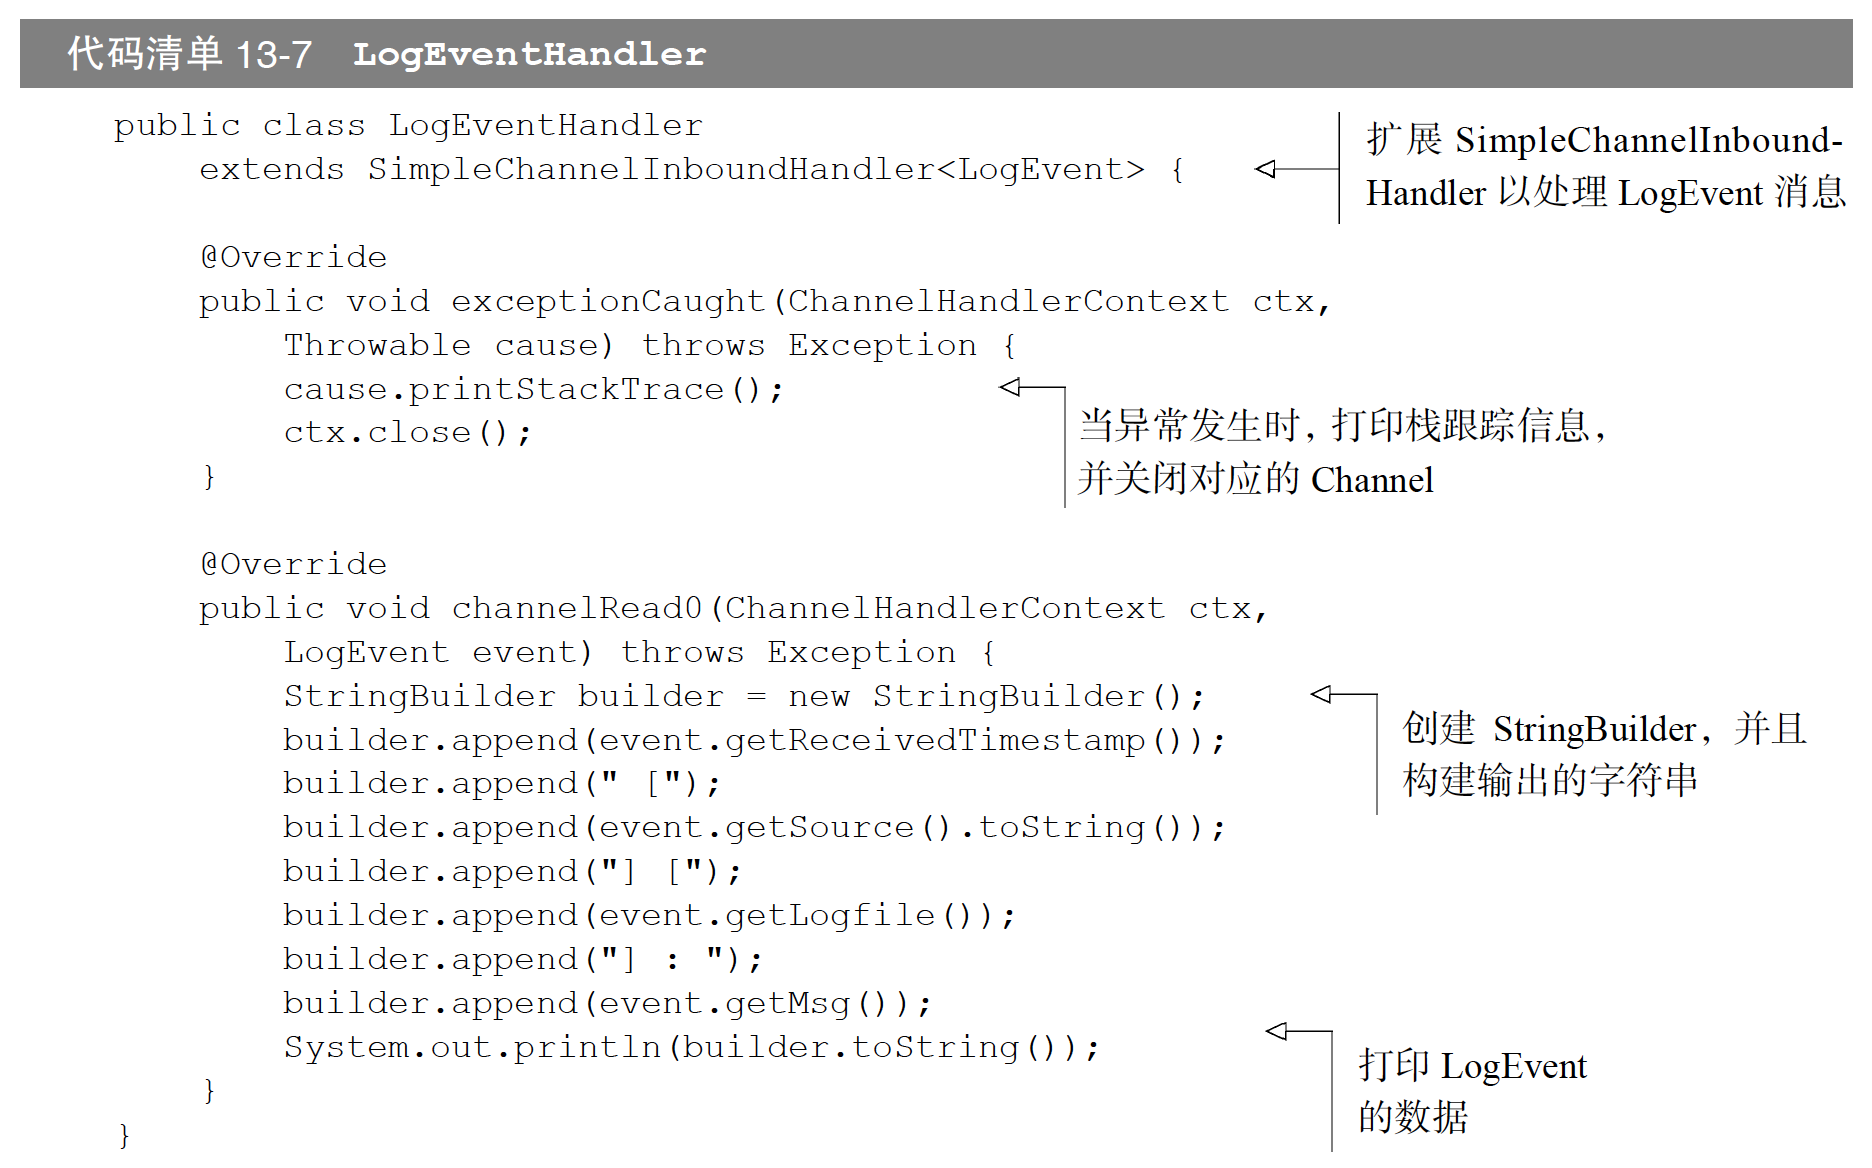 代码清单 13-7 LogEventHandler
public class LogEventHandler
extends SimpleChannelInboundHandler<LogEvent> {
扩展 SimpleChannelInbound-
Handler 以处理 LogEvent 消息
@Override
public void exceptionCaught(ChannelHandlerContext ctx,
Throwable cause) throws Exception {
cause.printStackTrace();
ctx.close();
}
当异常发生时, 打印栈跟踪信息,
并关闭对应的 Channel
@Override
public void channelRead0(ChannelHandlerContext ctx,
LogEvent event) throws Exception {
StringBuilder builder = new StringBuilder();
builder.append(event.getReceivedTimestamp());
builder.append(" [");
builder.append(event.getSource().toString());
builder.append("] [");
builder.append(event.getLogfile());
builder.append("] : ");
builder.append(event.getMsg());
System.out.println(builder.toString());
}
}
创建 StringBuilder, 并且
构建输出的字符串
打印 LogEvent
的数据